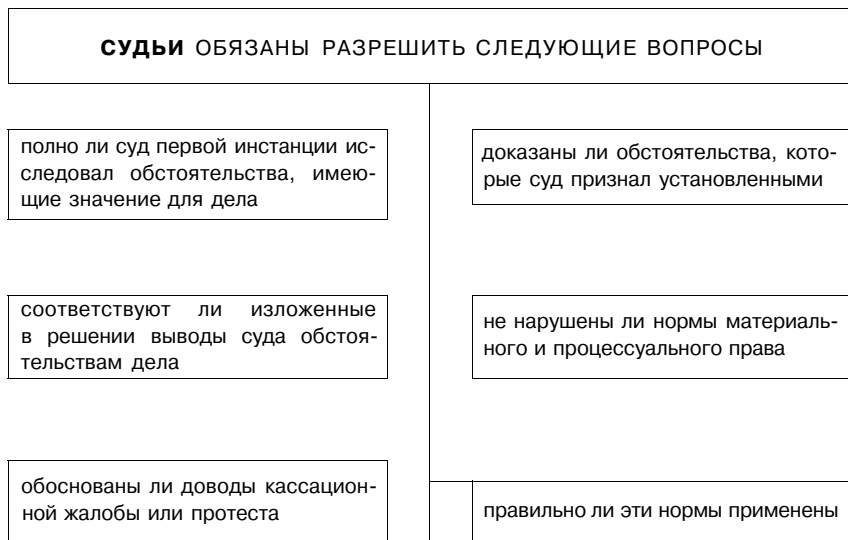 СУДЬИ ОБЯЗАНЫ РАЗРЕШИТЬ СЛЕДУЮЩИЕ ВОПРОСЫ
полно ли суд первой инстанции ис-
следовал обстоятельства, имею-
щие значение для дела
доказаны ли обстоятельства, кото-
рые суд признал установленными
соответствуют ли изложенные
в решении выводы суда обстоя-
тельствам дела
не нарушены ли нормы материаль-
ного и процессуального права
обоснованы ли доводы кассацион-
ной жалобы или протеста
правильно ли эти нормы применены